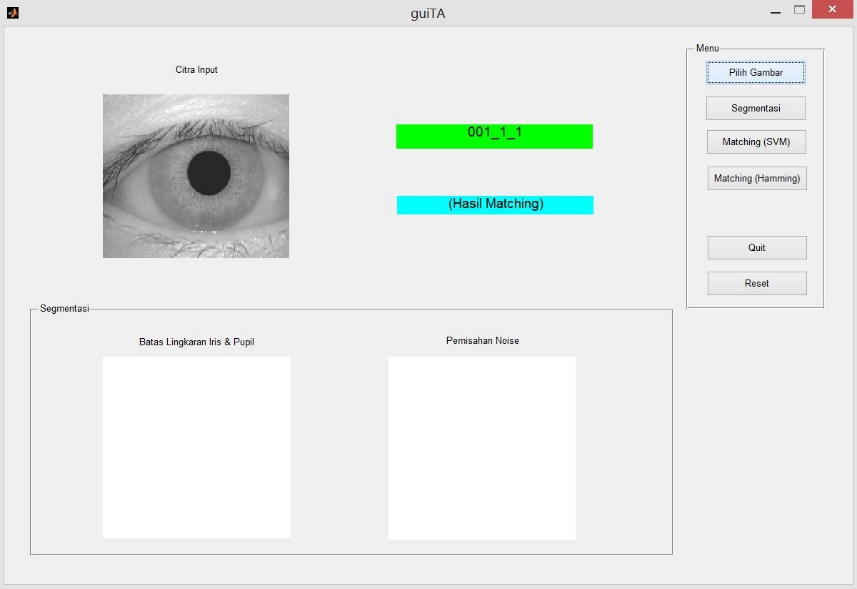 guiTA
Citra Input
001_1_1
(Hasil Matching)
Menu
Pilih Gambar
Segmentasi
Matching (SVM)
Matching (Hamming)
Quit
Reset
Segmentasi
Batas Lingkaran Iris & Pupil
Pemisahan Noise